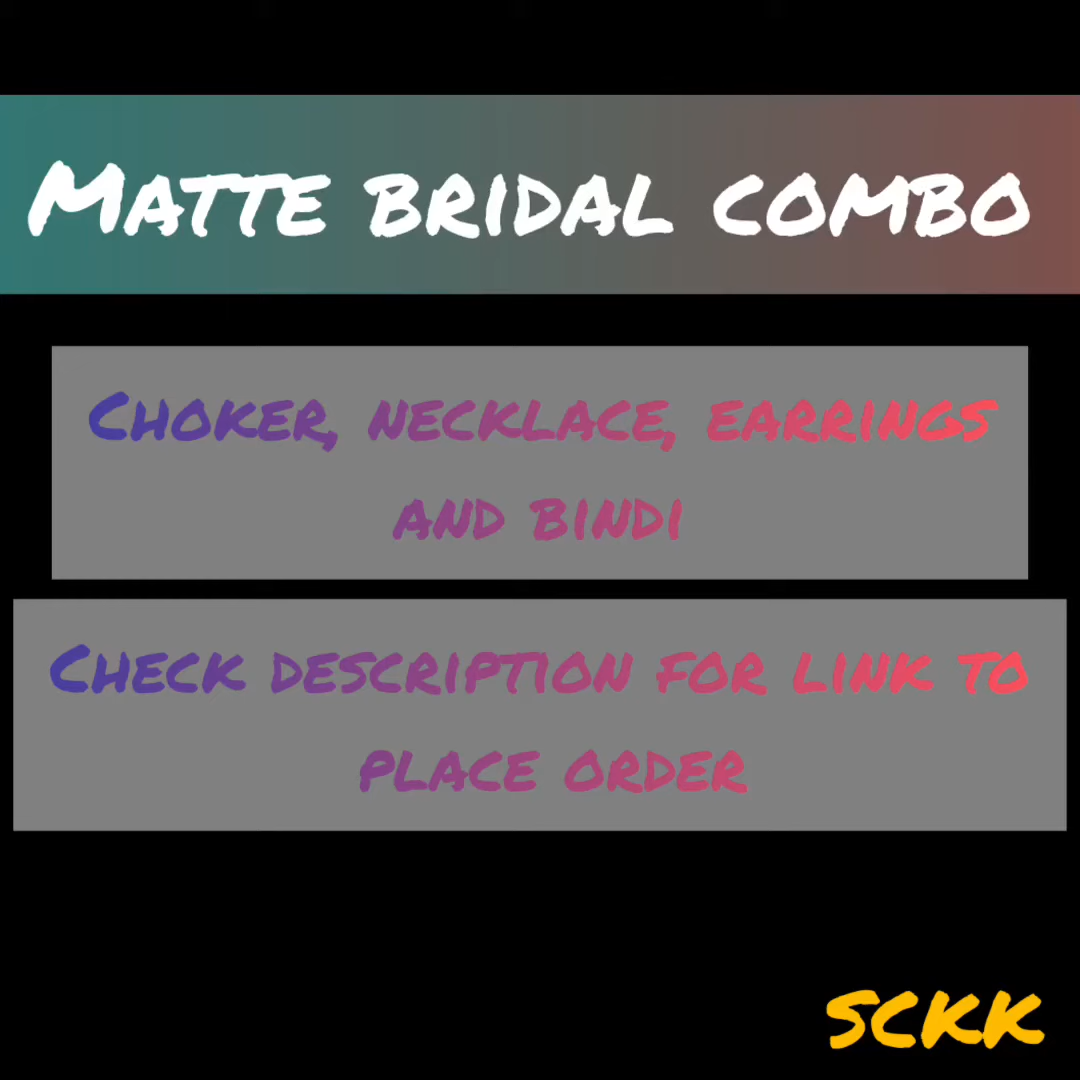 Matte bridal combo
Choker, necklace, earrings
and bindi
Check description for link to
place order
SCKK